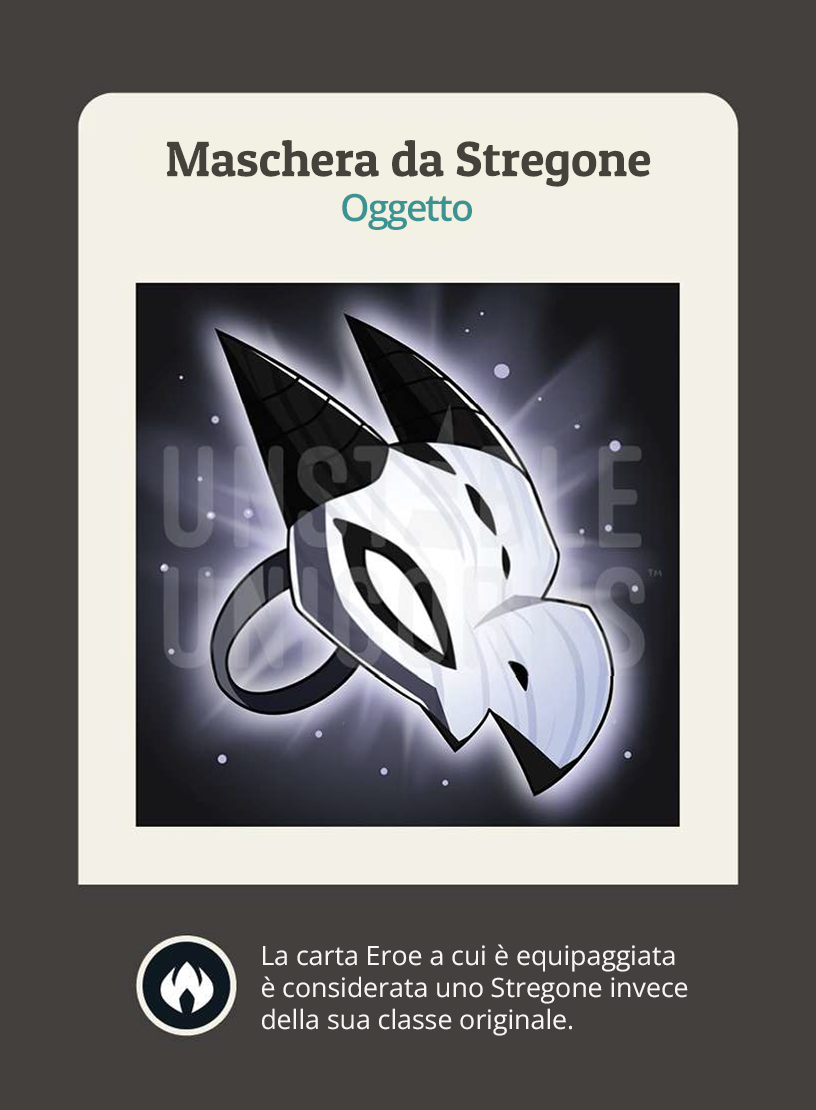 Maschera da Stregone
Oggetto
UNSTABLE
UNICORNS
™
La carta Eroe a cui è equipaggiata
è considerata uno Stregone invece
della sua classe originale.